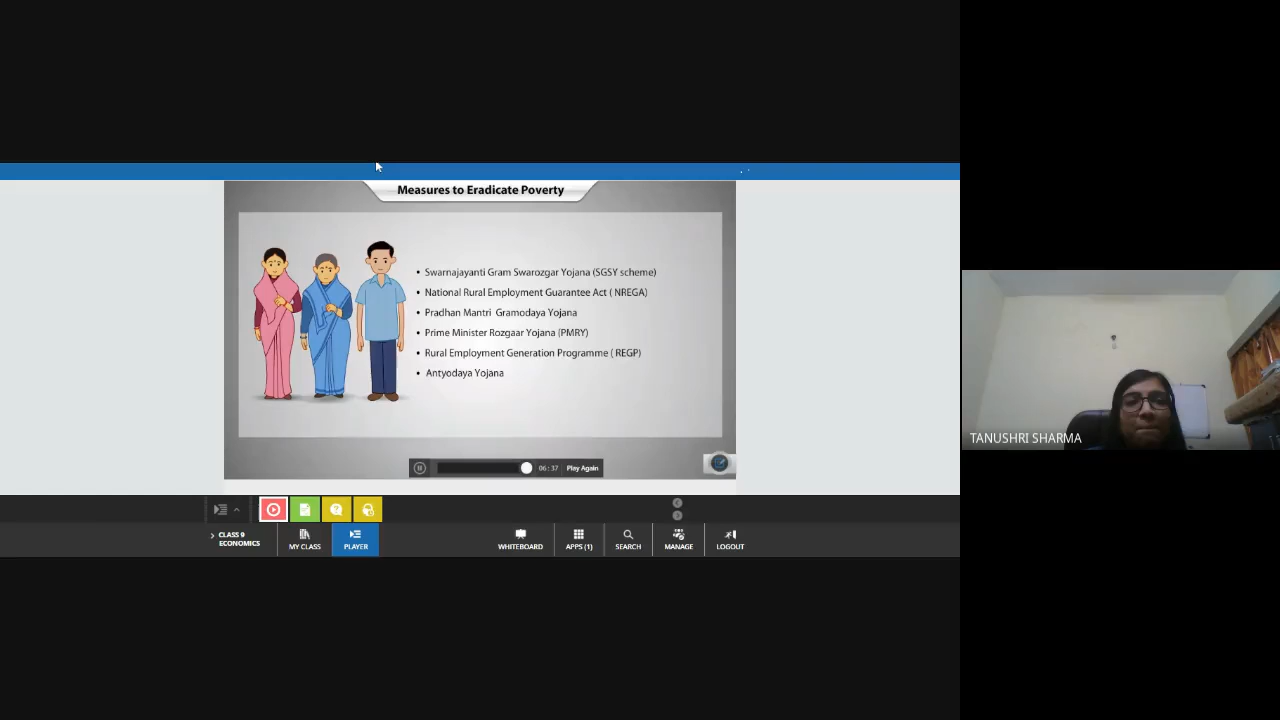 Measures to Eradicate Poverty
• Swarnajayanti Gram Swarozgar Yojana (SGSY scheme)
• National Rural Employment Guarantee Act ( NREGA)
• Pradhan Mantri Gramodaya Yojana
• Prime Minister Rozgaar Yojana (PMRY)
• Rural Employment Generation Programme ( REGP)
• Antyodaya Yojana
06 : 37 Play Again
TANUSHRI SHARMA
CLASS 9
ECONOMICS
MY CLASS
PLAYER
WHITEBOARD
APPS (1)
SEARCH
MANAGE
LOGOUT